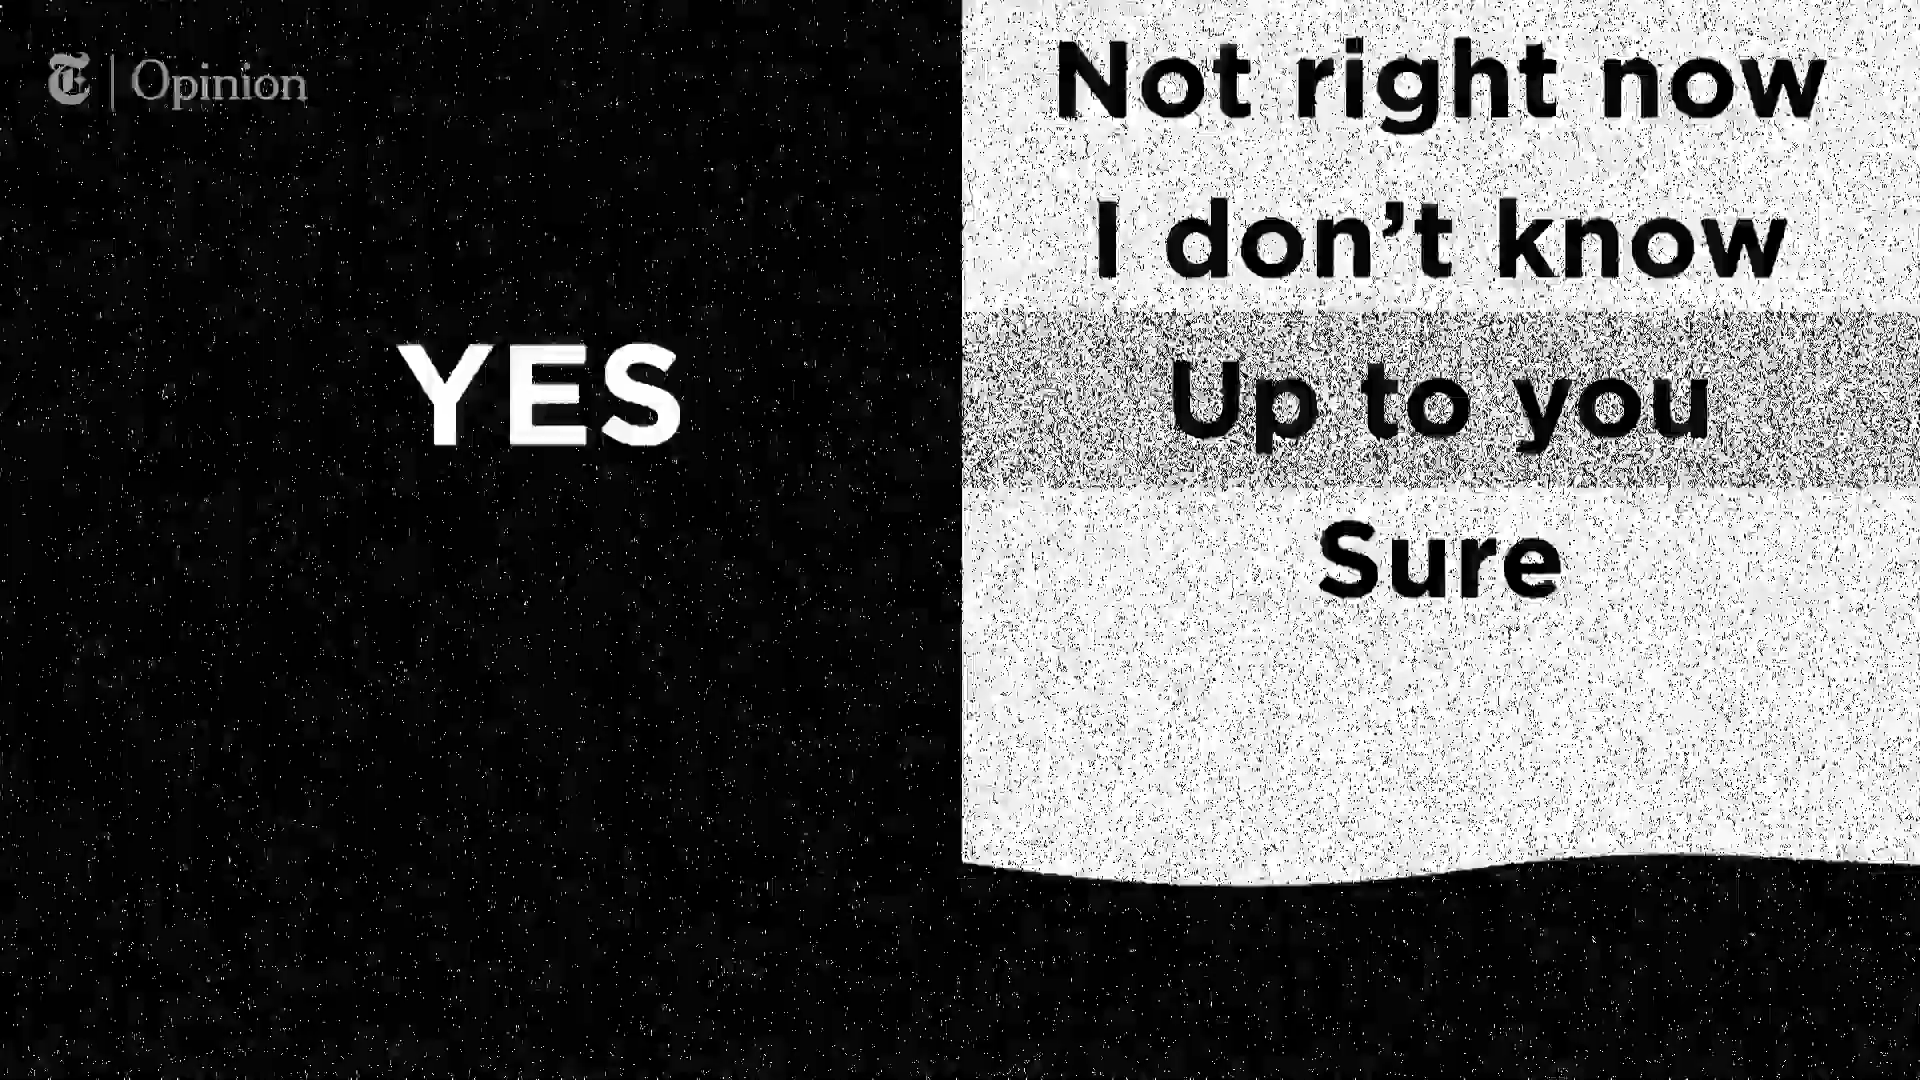 T | Opinion
YES
Not right now
I don’t know
Up to you
Sure